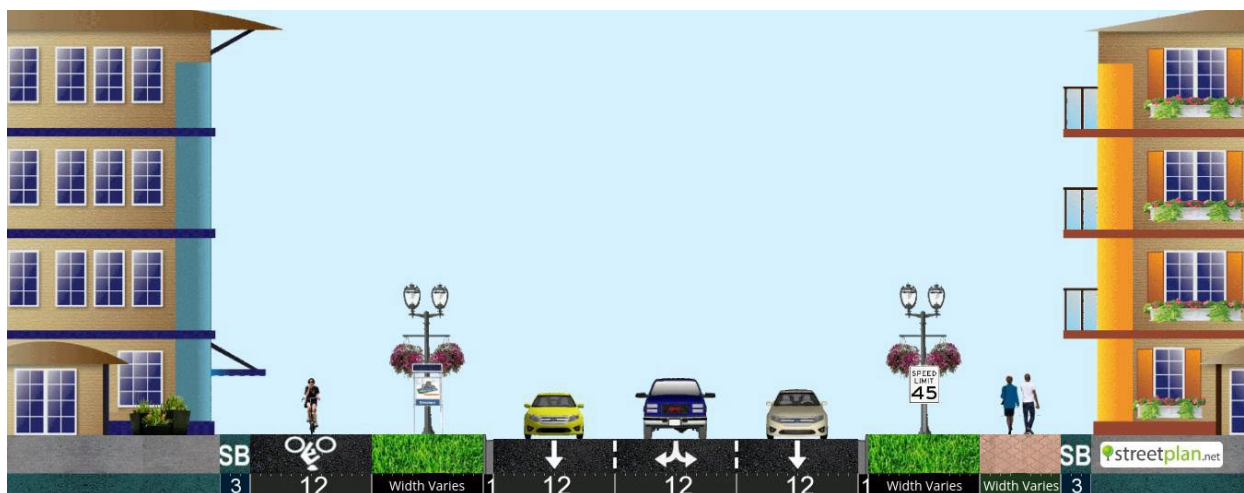 SPEED
LIMIT
45
SB SB streetplan.net
3 12 Width Varies 1 12 12 12 1 Width Varies Width Varies 3